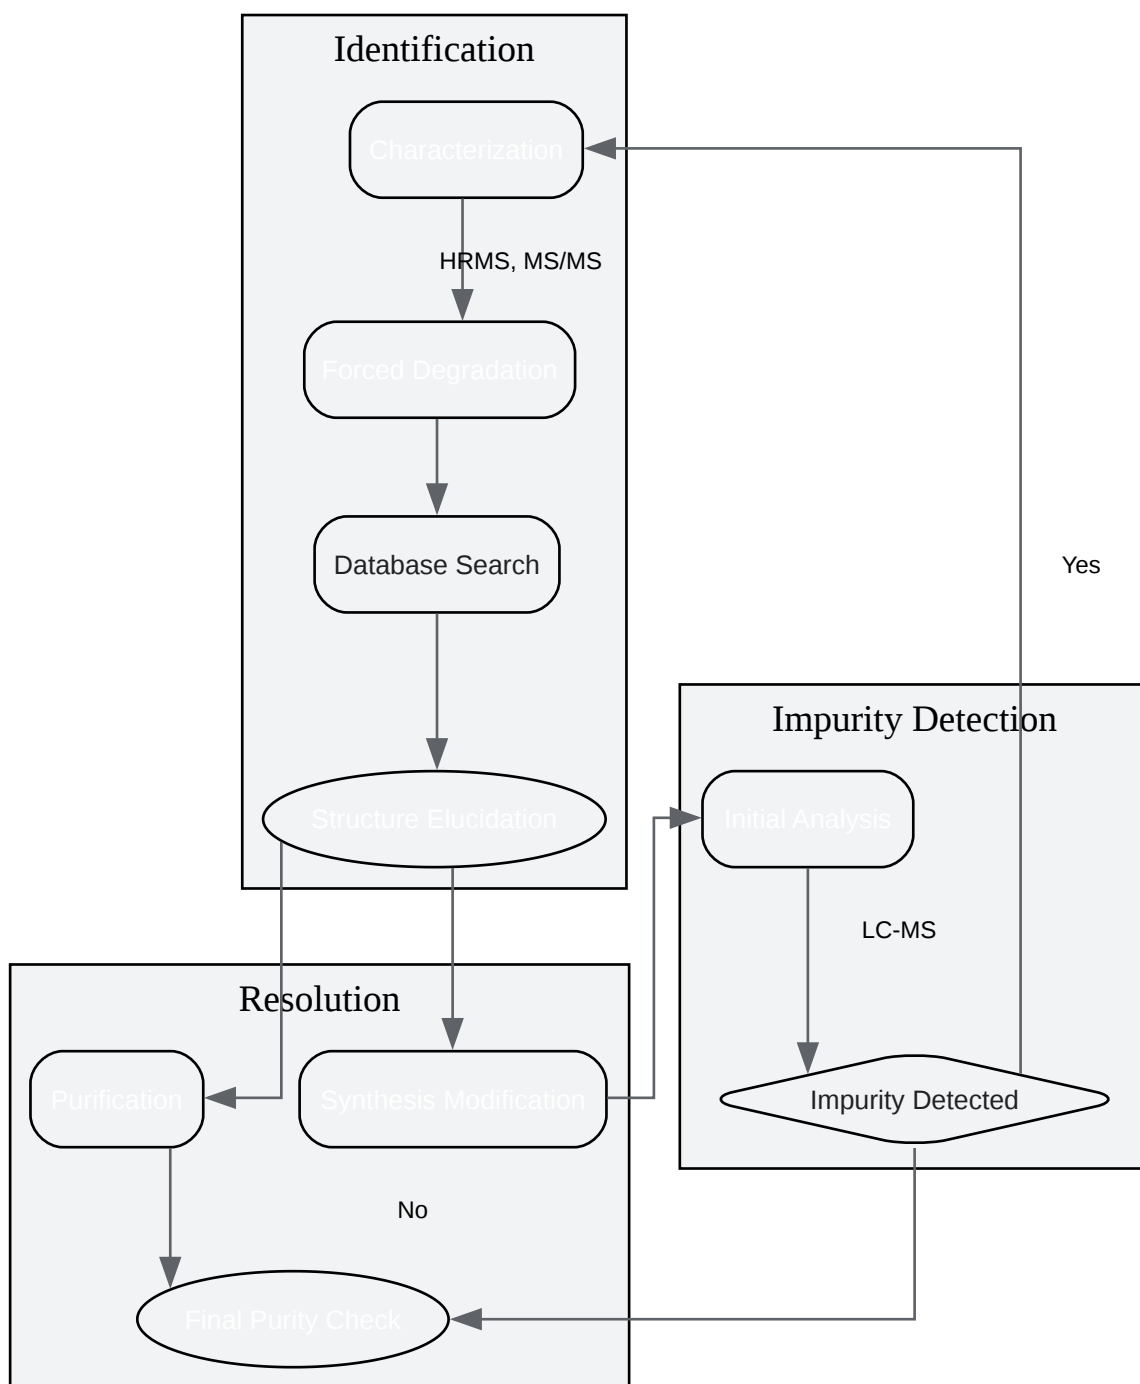 Identification
Characterization
HRMS, MS/MS
Forced Degradation
Database Search
Yes
Impurity Detection
Structure Elucidation
Initial Analysis
LC-MS
Resolution
Purification
Synthesis Modification
Impurity Detected
No
Final Purity Check